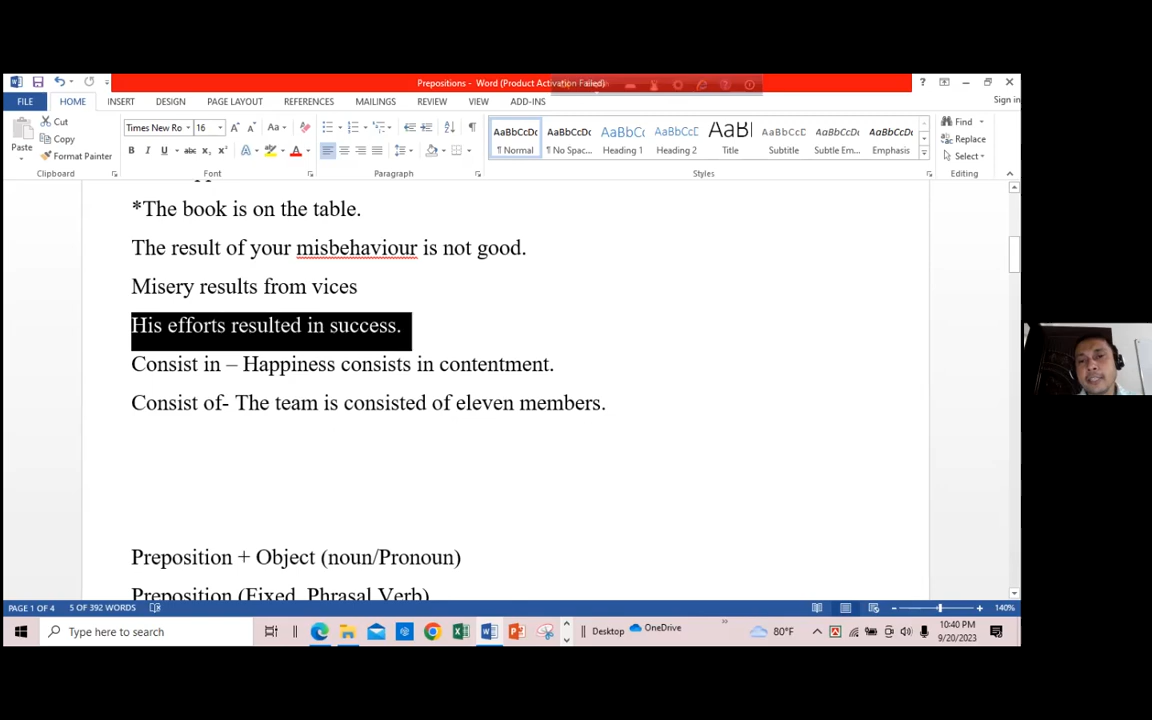 Prepositions - Word (Product Activation Failed)
Sign in
FILE HOME INSERT DESIGN PAGE LAYOUT REFERENCES MAILINGS REVIEW VIEW ADD-INS
Paste
Cut
Copy
Format Painter
Clipboard
Times New Ro 16
Font
Paragraph
AaBbCcDc AaBbCcDc AaBbC AaBbCcD AaB AaBbCcD AaBbCcDc AaBbCcDc
¶ Normal ¶ No Spac... Heading 1 Heading 2 Title Subtitle Subtle Em... Emphasis
Styles
Find
Replace
Select
Editing
*The book is on the table.
The result of your misbehaviour is not good.
Misery results from vices
His efforts resulted in success.
Consist in – Happiness consists in contentment.
Consist of- The team is consisted of eleven members.
Preposition + Object (noun/Pronoun)
Preposition (Fixed, Phrasal Verb)
PAGE 1 OF 4 5 OF 392 WORDS 140%
Type here to search
Desktop
OneDrive
80°F
10:40 PM
9/20/2023